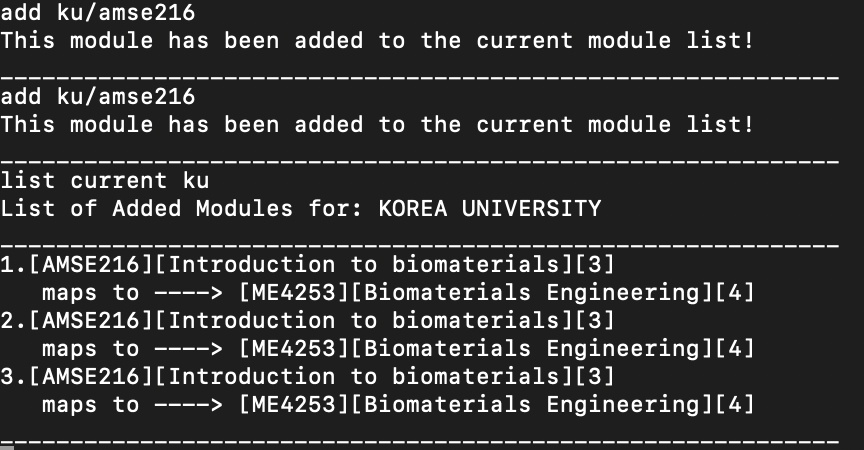 add ku/amse216
This module has been added to the current module list!
____________________________________________________________
add ku/amse216
This module has been added to the current module list!
____________________________________________________________
list current ku
List of Added Modules for: KOREA UNIVERSITY
____________________________________________________________
1.[AMSE216][Introduction to biomaterials][3]
   maps to ----> [ME4253][Biomaterials Engineering][4]
2.[AMSE216][Introduction to biomaterials][3]
   maps to ----> [ME4253][Biomaterials Engineering][4]
3.[AMSE216][Introduction to biomaterials][3]
   maps to ----> [ME4253][Biomaterials Engineering][4]
____________________________________________________________